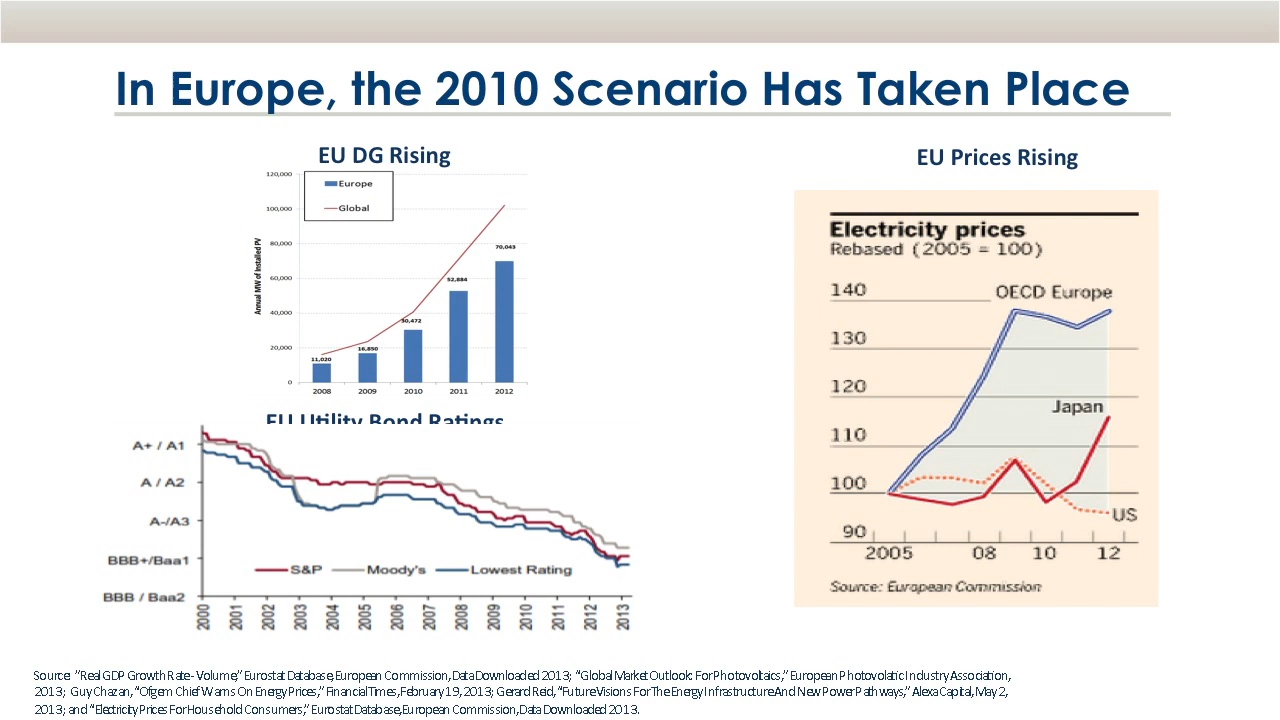 In Europe, the 2010 Scenario Has Taken Place
EU DG Rising
EU Prices Rising
120,000
100,000
80,000
60,000
40,000
20,000
0
Annual MW of Installed PV
Europe
Global
11,020
16,850
30,472
52,884
70,043
2008 2009 2010 2011 2012
EU Utility Bond Ratings
A+ / A1
A / A2
A-/A3
BBB+/Baa1
BBB / Baa2
S&P Moody's Lowest Rating
2000 2001 2002 2003 2004 2005 2006 2007 2008 2009 2010 2011 2012 2013
Electricity prices
Rebased (2005 = 100)
140
130
120
110
100
90
OECD Europe
Japan
US
2005 08 10 12
Source: European Commission
Source: "Real GDP Growth Rate - Volume," Eurostat Database, European Commission, Data Downloaded 2013; "Global Market Outlook: For Photovoltaics," European Photovolatic Industry Association,
2013; Guy Chazan, "Ofgem Chief Warns On Energy Prices," Financial Times, February 19, 2013; Gerard Reid, "Future Visions For The Energy Infrastructure And New Power Pathways," Alexa Capital, May 2,
2013; and "Electricity Prices For Household Consumers," Eurostat Database, European Commission, Data Downloaded 2013.